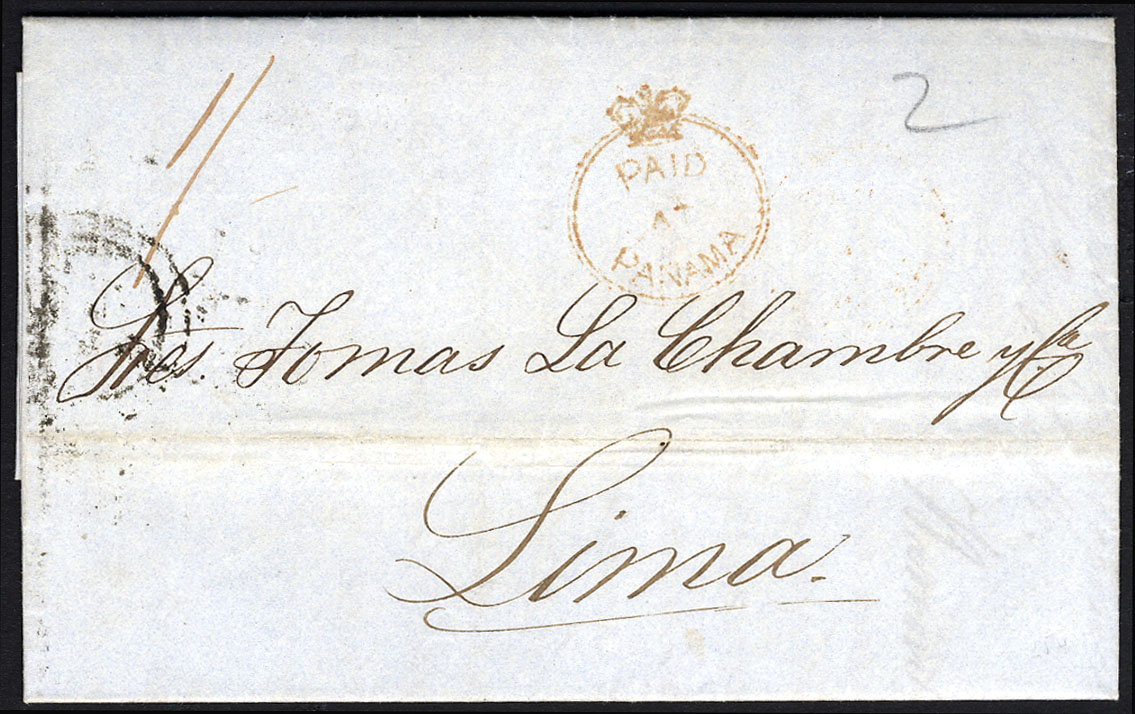 1/
2
PAID
AT
PANAMA
Sres. Tomas La Chambre y Ca
Lima.